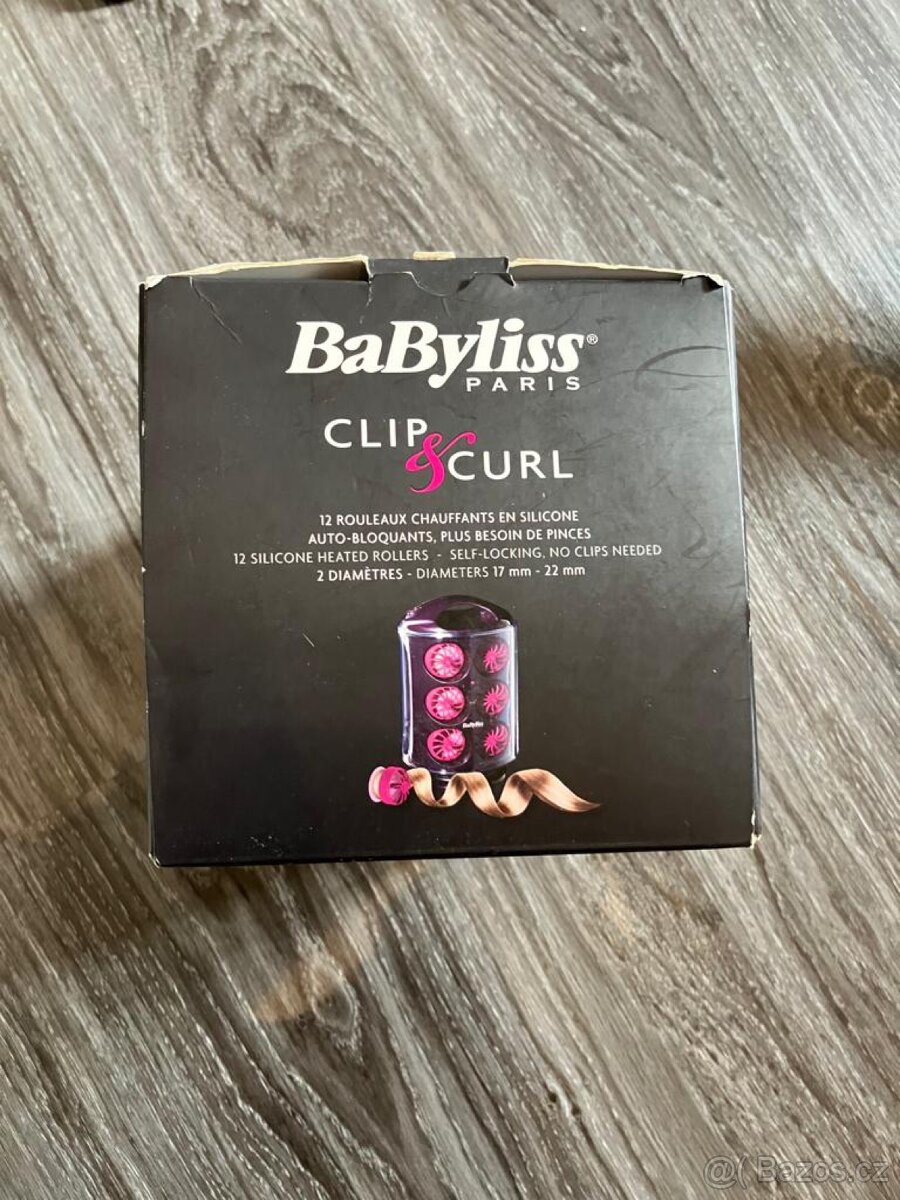 BaByliss®
PARIS
CLIP
&
CURL
12 ROULEAUX CHAUFFANTS EN SILICONE
AUTO-BLOQUANTS, PLUS BESOIN DE PINCES
12 SILICONE HEATED ROLLERS - SELF-LOCKING, NO CLIPS NEEDED
2 DIAMÈTRES - DIAMETERS 17 mm - 22 mm
BaByliss
@( Bazos.cz